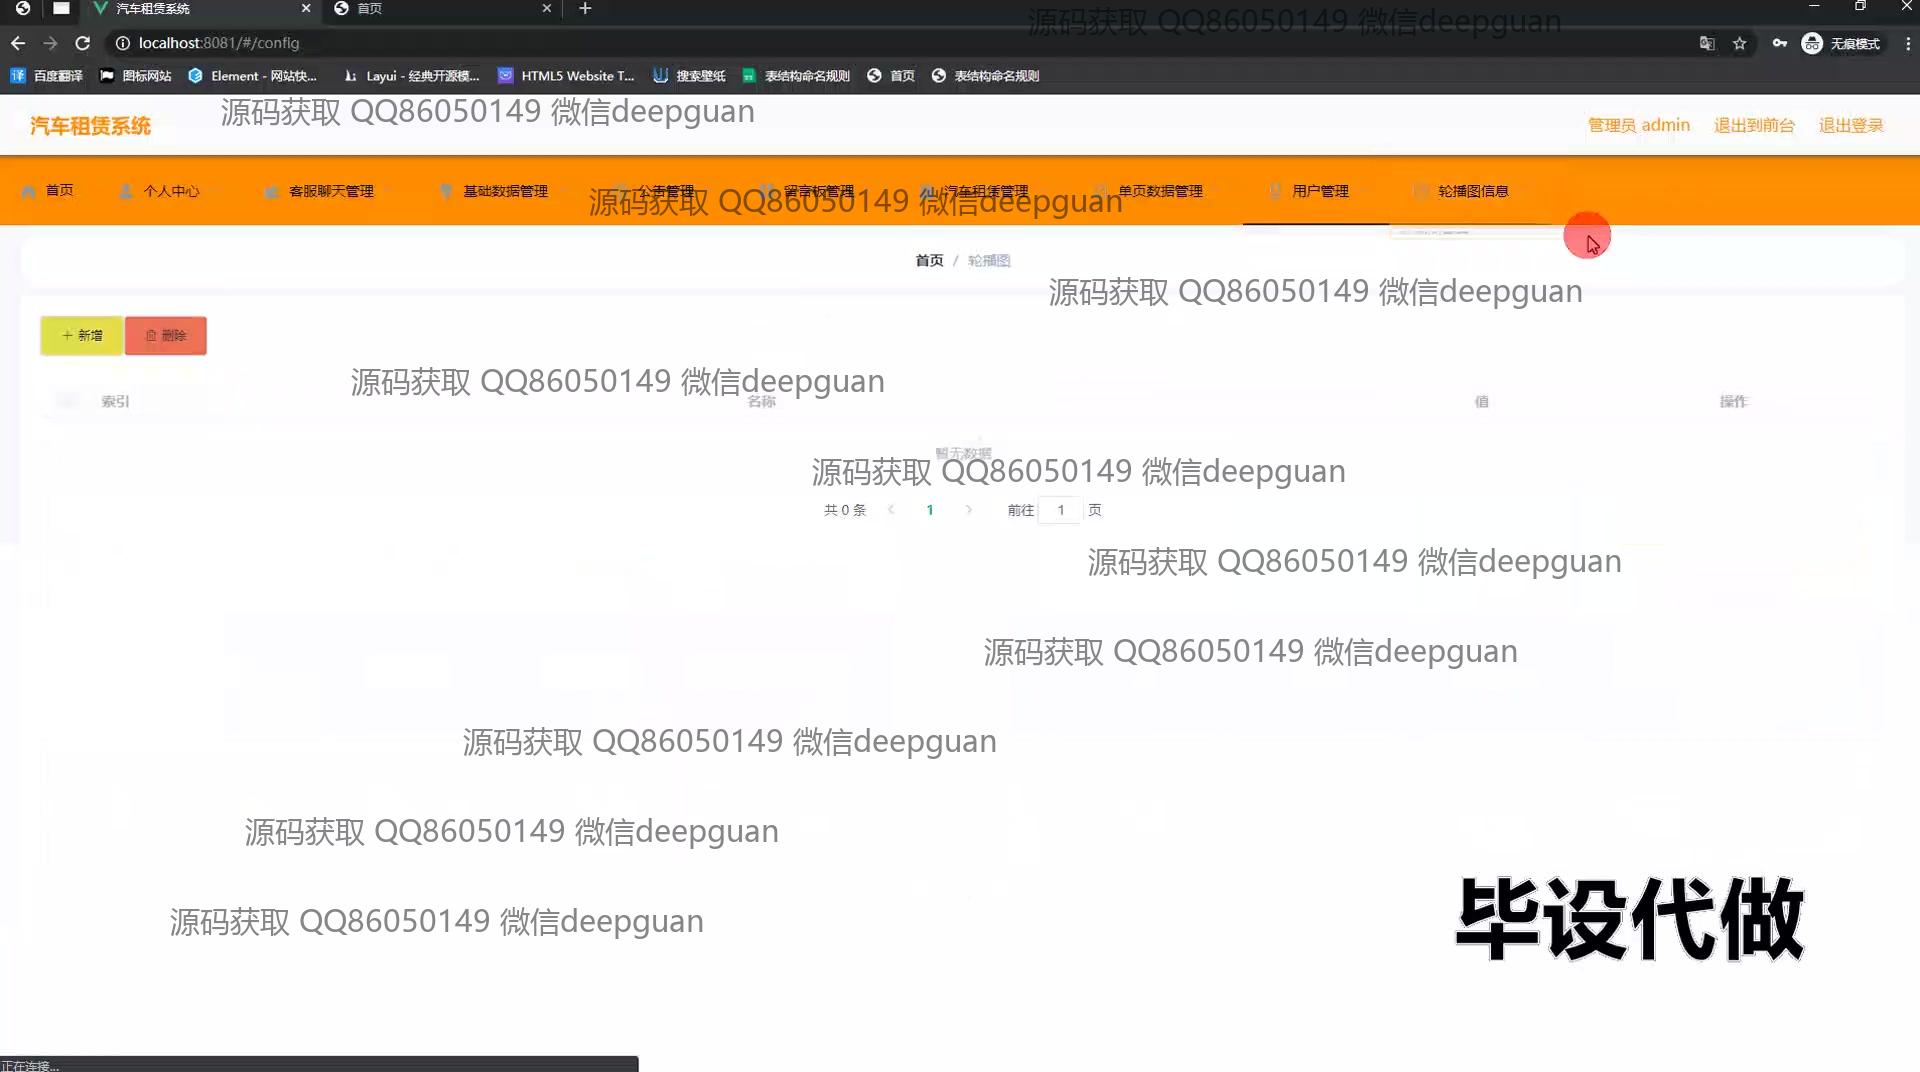 汽车租赁系统
首页
源码获取 QQ86050149 微信deepguan
localhost:8081/#/config
无痕模式
百度翻译
图标网站
Element - 网站快...
Layui - 经典开源模...
HTML5 Website T...
搜索壁纸
表结构命名规则
首页
表结构命名规则
汽车租赁系统
源码获取 QQ86050149 微信deepguan
管理员 admin
退出到前台
退出登录
首页
个人中心
客服聊天管理
基础数据管理
公告管理
留言板管理
汽车租赁管理
单页数据管理
用户管理
轮播图信息
源码获取 QQ86050149 微信deepguan
首页 / 轮播图
源码获取 QQ86050149 微信deepguan
新增
删除
源码获取 QQ86050149 微信deepguan
索引
名称
值
操作
暂无数据
源码获取 QQ86050149 微信deepguan
共 0 条
1
前往 1 页
源码获取 QQ86050149 微信deepguan
源码获取 QQ86050149 微信deepguan
源码获取 QQ86050149 微信deepguan
源码获取 QQ86050149 微信deepguan
源码获取 QQ86050149 微信deepguan
毕设代做
正在连接...